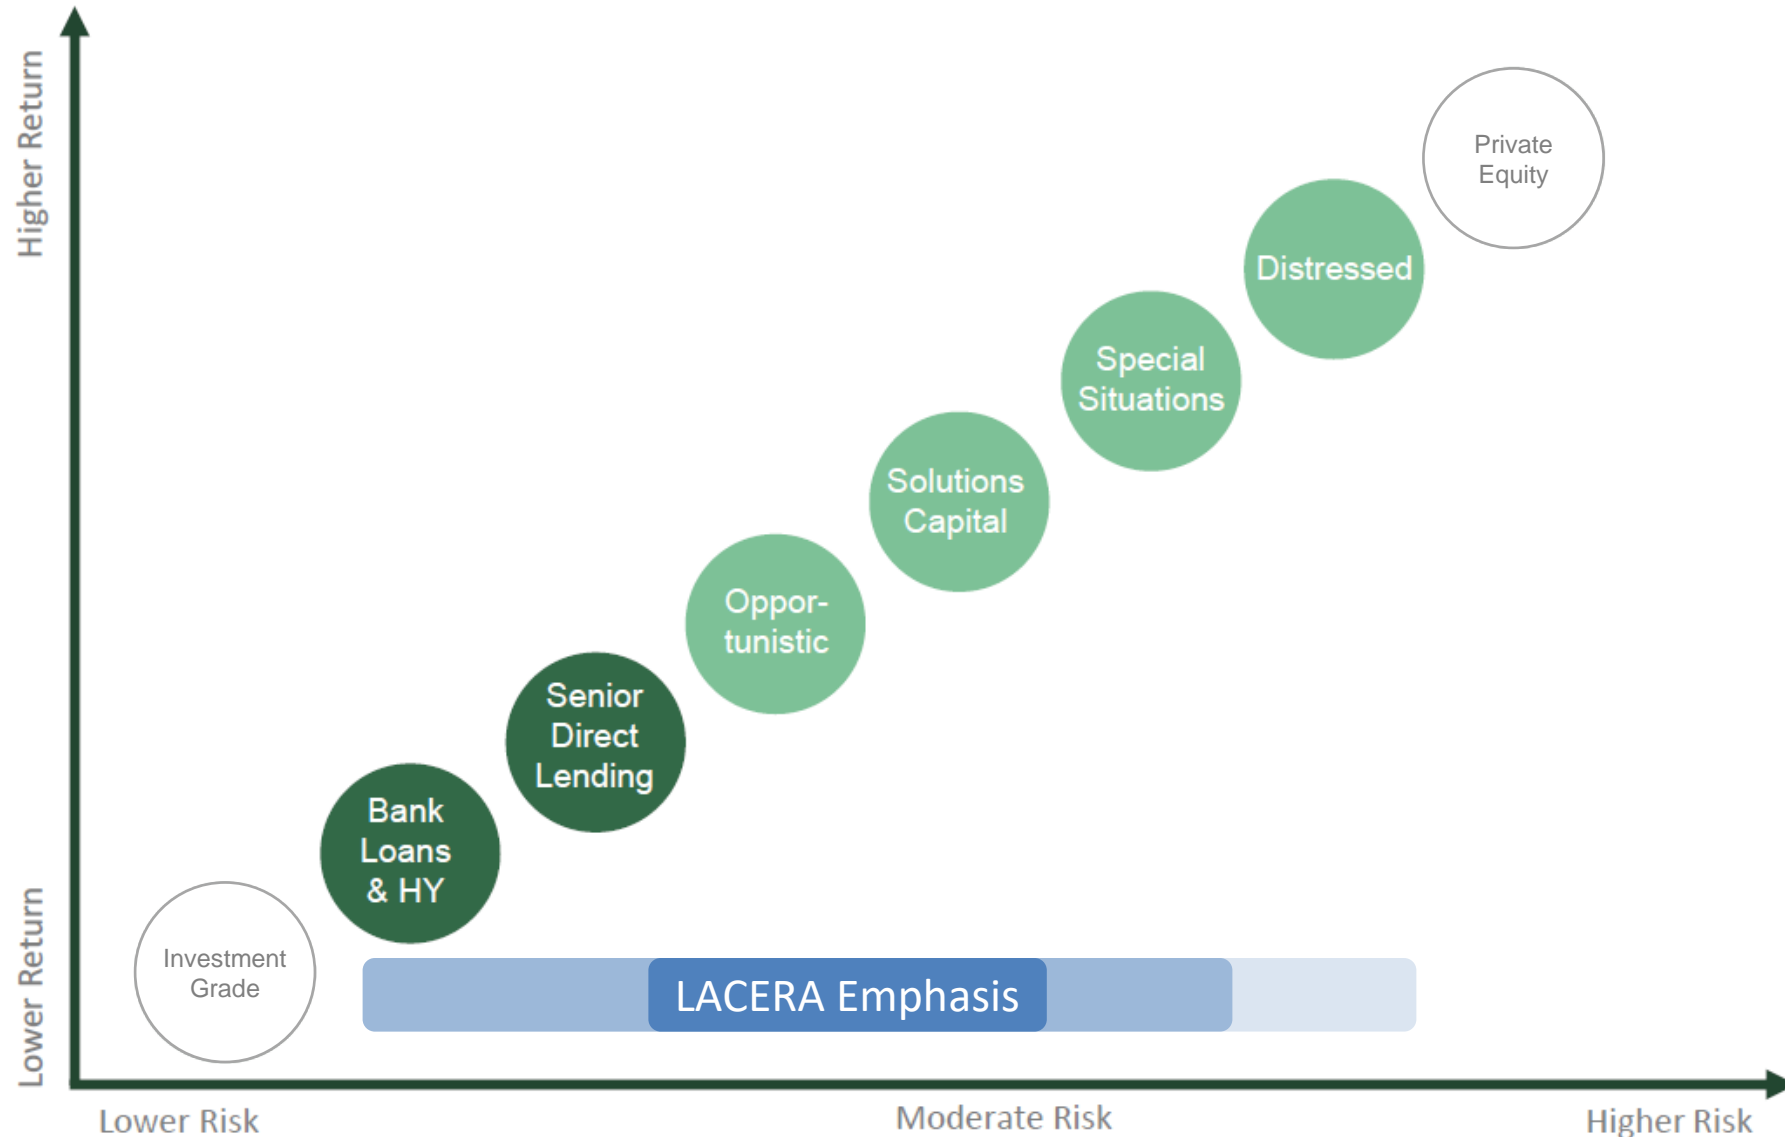 Higher Return
Private
Equity
Distressed
Special
Situations
Solutions
Capital
Oppor-
tunistic
Senior
Direct
Lending
Bank
Loans
& HY
Investment
Grade
LACERA Emphasis
Lower Return
Lower Risk
Moderate Risk
Higher Risk